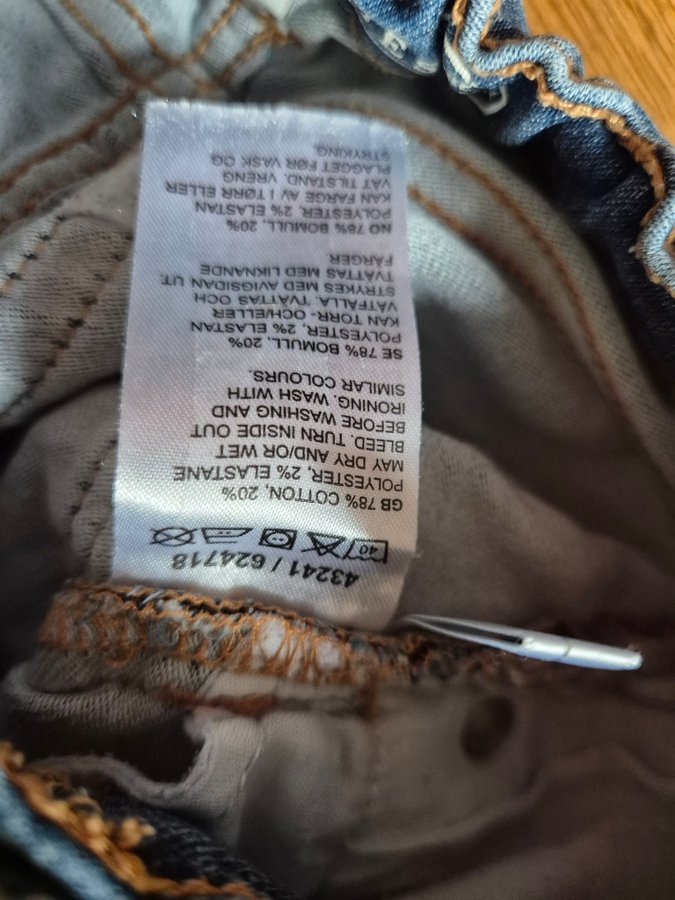 43241 / 624718
40
GB 78% COTTON, 20%
POLYESTER, 2% ELASTANE
MAY DRY AND/OR WET
BLEED. TURN INSIDE OUT
BEFORE WASHING AND
IRONING. WASH WITH
SIMILAR COLOURS.
SE 78% BOMULL, 20%
POLYESTER, 2% ELASTAN
KAN TORR- OCH/ELLER
VÅTFÄLLA. TVÄTTAS OCH
STRYKES MED AVIGSIDAN UT.
TVÄTTAS MED LIKNANDE
FÄRGER.
NO 78% BOMULL, 20%
POLYESTER, 2% ELASTAN
KAN FARGE AV I TØRR ELLER
VÅT TILSTAND. VRENG
PLAGGET FØR VASK OG
STRYKING.